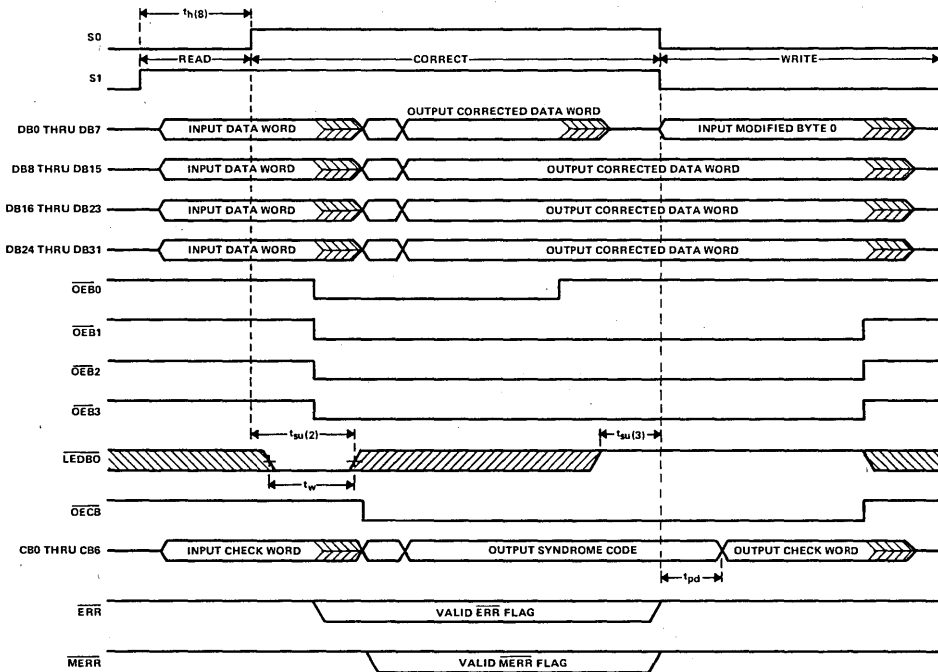 th(8)
S0
READ CORRECT WRITE
S1
OUTPUT CORRECTED DATA WORD
DB0 THRU DB7 INPUT DATA WORD INPUT MODIFIED BYTE 0
DB8 THRU DB15 INPUT DATA WORD OUTPUT CORRECTED DATA WORD
DB16 THRU DB23 INPUT DATA WORD OUTPUT CORRECTED DATA WORD
DB24 THRU DB31 INPUT DATA WORD OUTPUT CORRECTED DATA WORD
OEB0
OEB1
OEB2
OEB3
tsu(2) tsu(3)
LEDBO
tw
OECB
CB0 THRU CB6 INPUT CHECK WORD OUTPUT SYNDROME CODE OUTPUT CHECK WORD
tpd
ERR VALID ERR FLAG
MERR VALID MERR FLAG